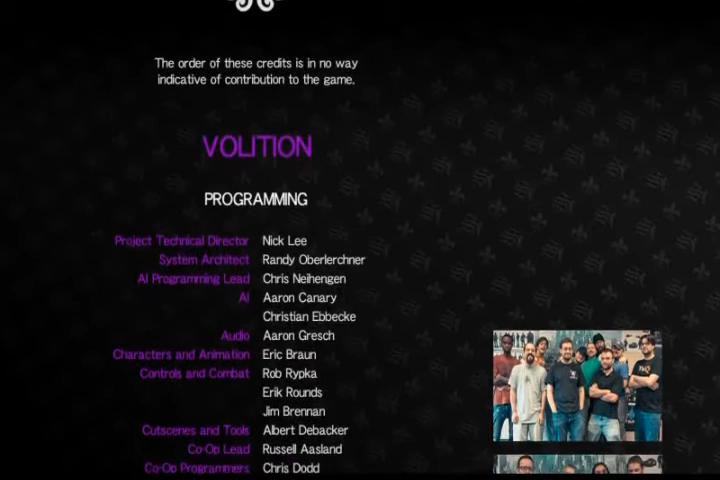 The order of these credits is in no way
indicative of contribution to the game.
VOLITION
PROGRAMMING
Project Technical Director Nick Lee
System Architect Randy Oberlerchner
AI Programming Lead Chris Neihengen
AI Aaron Canary
Christian Ebbecke
Audio Aaron Gresch
Characters and Animation Eric Braun
Controls and Combat Rob Rypka
Erik Rounds
Jim Brennan
Cutscenes and Tools Albert Debacker
Co-Op Lead Russell Aasland
Co-Op Programmers Chris Dodd